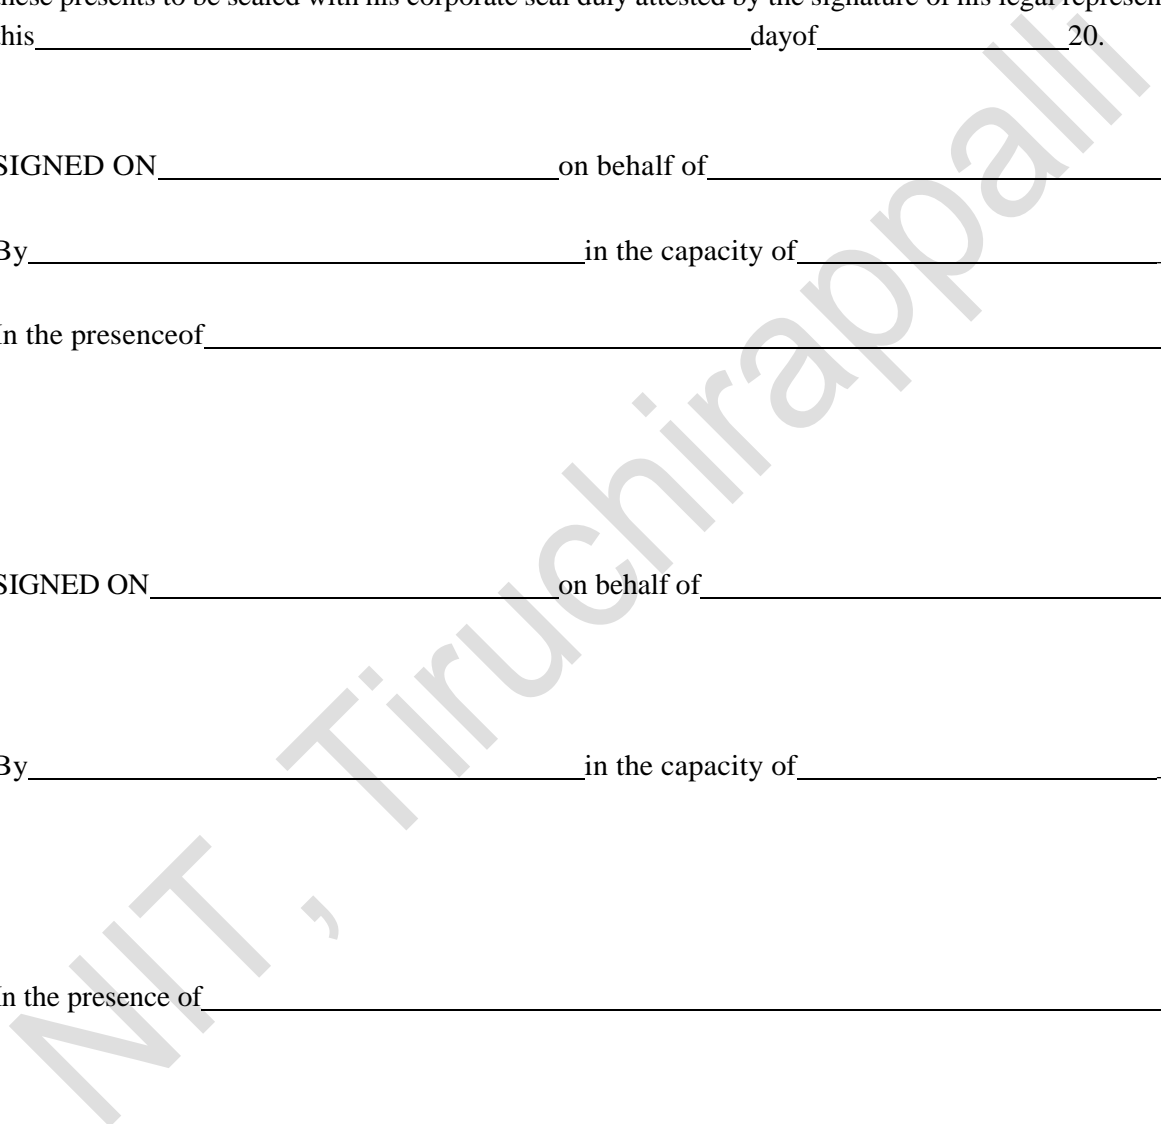 these presents to be sealed with his corporate seal duly attested by the signature of his legal represen
this dayof 20.
SIGNED ON on behalf of
By in the capacity of
In the presenceof
SIGNED ON on behalf of
By in the capacity of
In the presence of
NIT , Tiruchirappalli